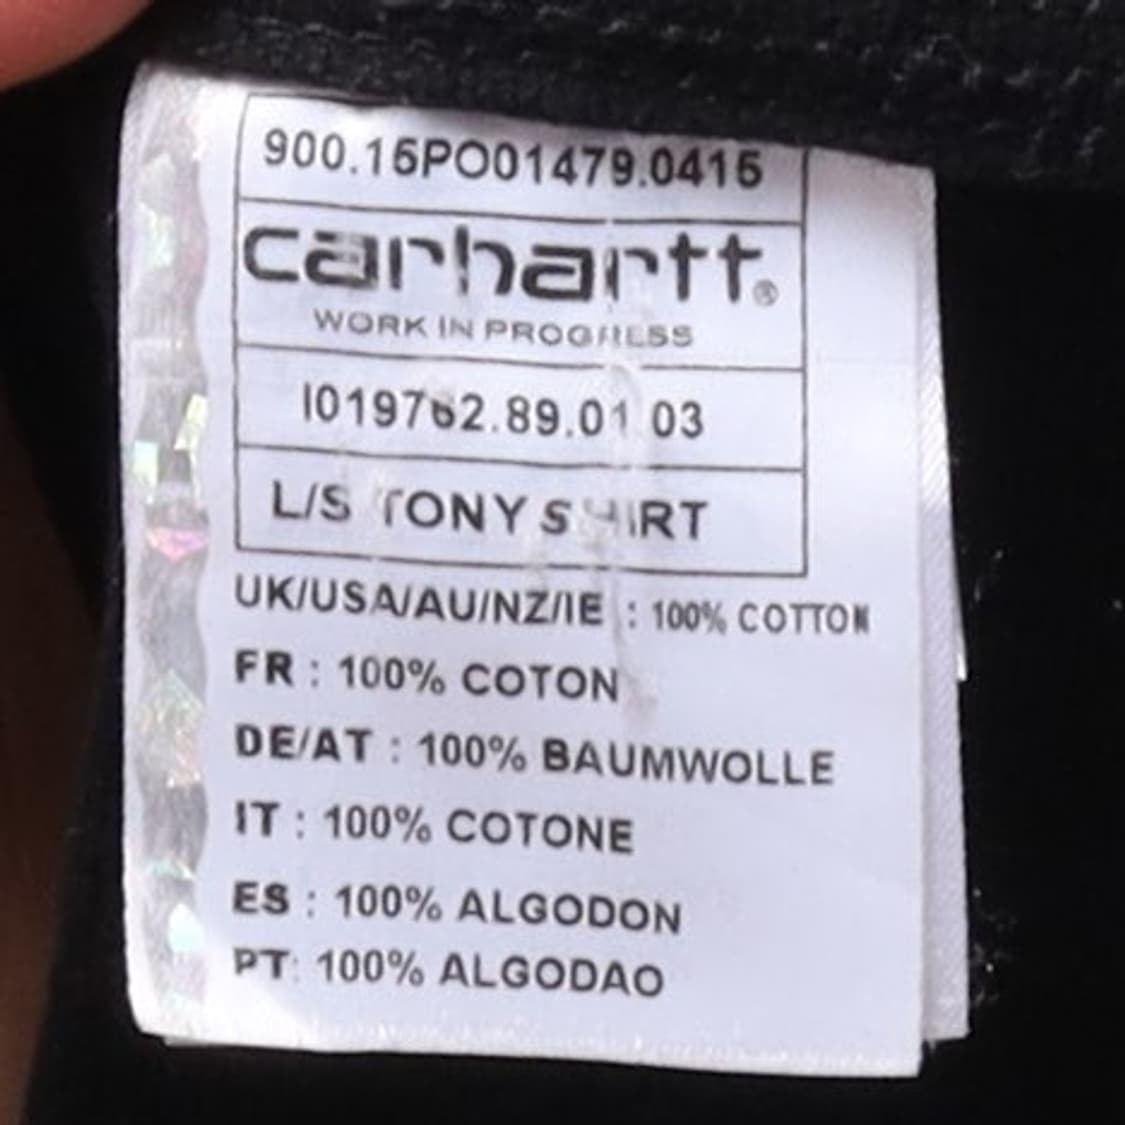 900.15PO01479.0415
carhartt®
WORK IN PROGRESS
I019762.89.01 03
L/S TONY SHIRT
UK/USA/AU/NZ/IE : 100% COTTON
FR : 100% COTON
DE/AT : 100% BAUMWOLLE
IT : 100% COTONE
ES : 100% ALGODON
PT: 100% ALGODAO